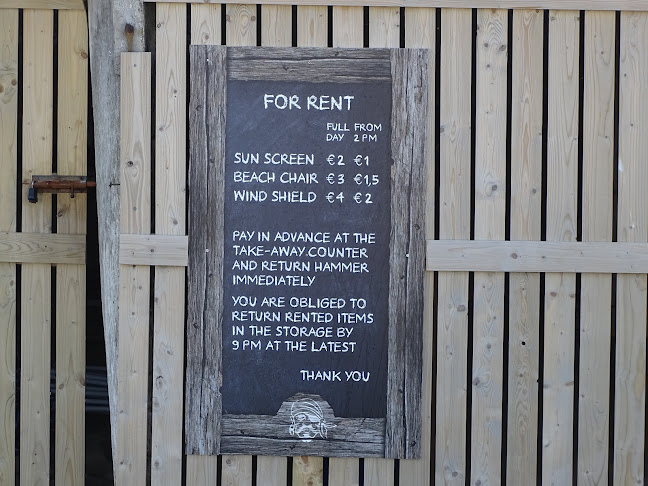 FOR RENT
FULL FROM
DAY 2 PM
SUN SCREEN € 2 € 1
BEACH CHAIR € 3 € 1,5
WIND SHIELD € 4 € 2
PAY IN ADVANCE AT THE
TAKE-AWAY COUNTER
AND RETURN HAMMER
IMMEDIATELY
YOU ARE OBLIGED TO
RETURN RENTED ITEMS
IN THE STORAGE BY
9 PM AT THE LATEST
THANK YOU